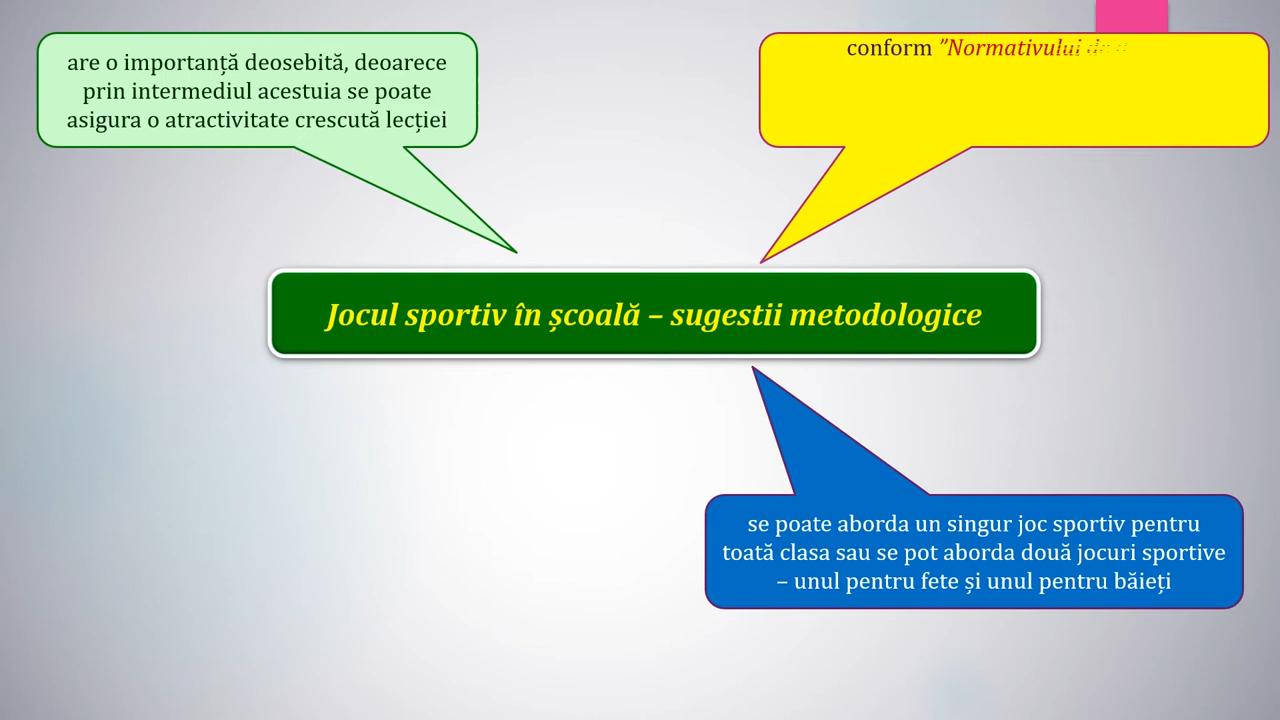 are o importanță deosebită, deoarece
prin intermediul acestuia se poate
asigura o atractivitate crescută lecției
conform ”Normativului
Jocul sportiv în școală – sugestii metodologice
se poate aborda un singur joc sportiv pentru
toată clasa sau se pot aborda două jocuri sportive
– unul pentru fete și unul pentru băieți